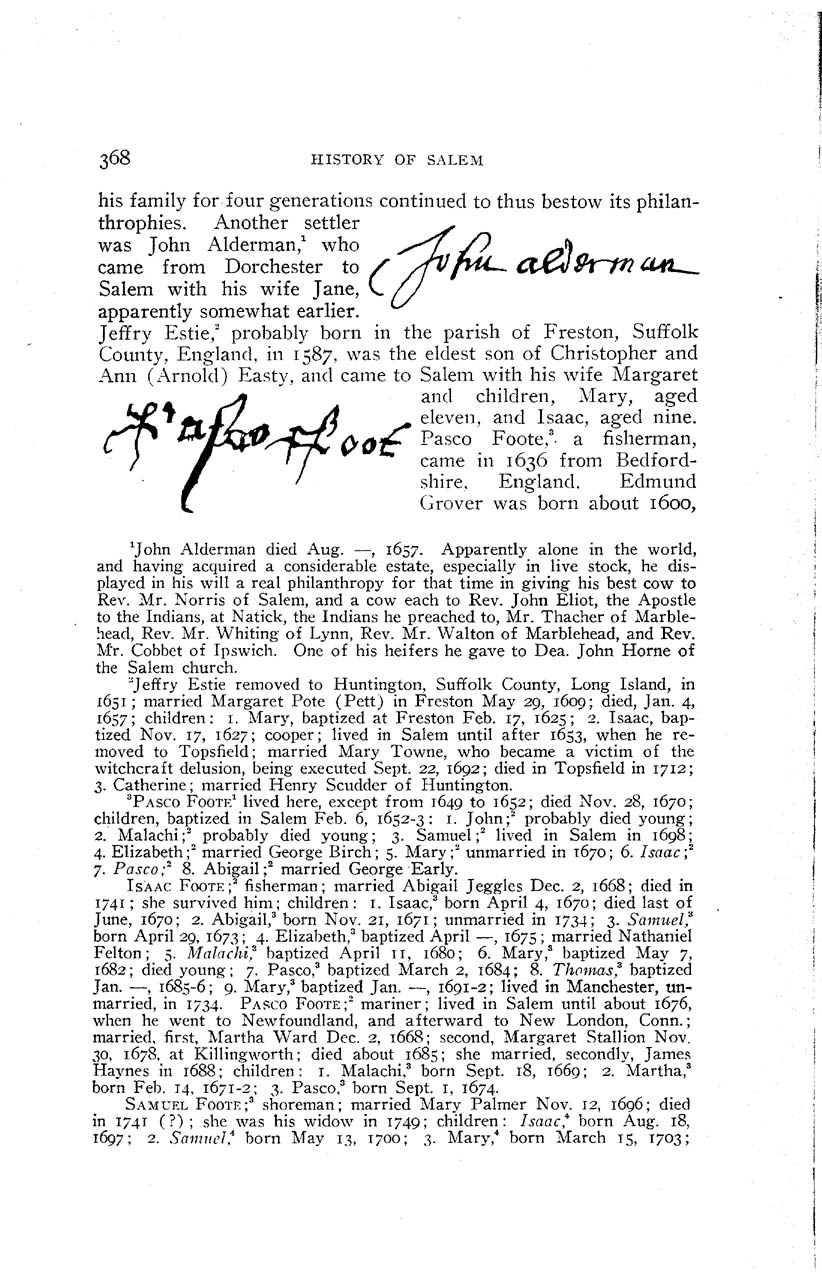 368
HISTORY OF SALEM
his family for four generations continued to thus bestow its philan-
throphies. Another settler
was John Alderman,¹ who
came from Dorchester to
Salem with his wife Jane,
apparently somewhat earlier.
John alderman
Jeffry Estie,² probably born in the parish of Freston, Suffolk
County, England, in 1587, was the eldest son of Christopher and
Ann (Arnold) Easty, and came to Salem with his wife Margaret
and children, Mary, aged
eleven, and Isaac, aged nine.
Pasco Foote,³ a fisherman,
came in 1636 from Bedford-
shire, England. Edmund
Grover was born about 1600,
Pasco ffoot
¹John Alderman died Aug. —, 1657. Apparently alone in the world,
and having acquired a considerable estate, especially in live stock, he dis-
played in his will a real philanthropy for that time in giving his best cow to
Rev. Mr. Norris of Salem, and a cow each to Rev. John Eliot, the Apostle
to the Indians, at Natick, the Indians he preached to, Mr. Thacher of Marble-
head, Rev. Mr. Whiting of Lynn, Rev. Mr. Walton of Marblehead, and Rev.
Mr. Cobbet of Ipswich. One of his heifers he gave to Dea. John Horne of
the Salem church.
²Jeffry Estie removed to Huntington, Suffolk County, Long Island, in
1651; married Margaret Pote (Pett) in Freston May 29, 1609; died, Jan. 4,
1657; children: 1. Mary, baptized at Freston Feb. 17, 1625; 2. Isaac, bap-
tized Nov. 17, 1627; cooper; lived in Salem until after 1653, when he re-
moved to Topsfield; married Mary Towne, who became a victim of the
witchcraft delusion, being executed Sept. 22, 1692; died in Topsfield in 1712;
3. Catherine; married Henry Scudder of Huntington.
³PASCO FOOTE¹ lived here, except from 1649 to 1652; died Nov. 28, 1670;
children, baptized in Salem Feb. 6, 1652-3: 1. John;² probably died young;
2. Malachi;² probably died young; 3. Samuel;² lived in Salem in 1698;
4. Elizabeth;² married George Birch; 5. Mary;² unmarried in 1670; 6. Isaac;²
7. Pasco;² 8. Abigail;² married George Early.
ISAAC FOOTE;² fisherman; married Abigail Jeggles Dec. 2, 1668; died in
1741; she survived him; children: 1. Isaac,³ born April 4, 1670; died last of
June, 1670; 2. Abigail,³ born Nov. 21, 1671; unmarried in 1734; 3. Samuel,³
born April 29, 1673; 4. Elizabeth,³ baptized April —, 1675; married Nathaniel
Felton; 5. Malachi,³ baptized April 11, 1680; 6. Mary,³ baptized May 7,
1682; died young; 7. Pasco,³ baptized March 2, 1684; 8. Thomas,³ baptized
Jan. —, 1685-6; 9. Mary,³ baptized Jan. —, 1691-2; lived in Manchester, un-
married, in 1734. PASCO FOOTE;² mariner; lived in Salem until about 1676,
when he went to Newfoundland, and afterward to New London, Conn.;
married, first, Martha Ward Dec. 2, 1668; second, Margaret Stallion Nov.
30, 1678, at Killingworth; died about 1685; she married, secondly, James
Haynes in 1688; children: 1. Malachi,³ born Sept. 18, 1669; 2. Martha,³
born Feb. 14, 1671-2; 3. Pasco,³ born Sept. 1, 1674.
SAMUEL FOOTE;³ shoreman; married Mary Palmer Nov. 12, 1696; died
in 1741 (?); she was his widow in 1749; children: Isaac,⁴ born Aug. 18,
1697; 2. Samuel,⁴ born May 13, 1700; 3. Mary,⁴ born March 15, 1703;